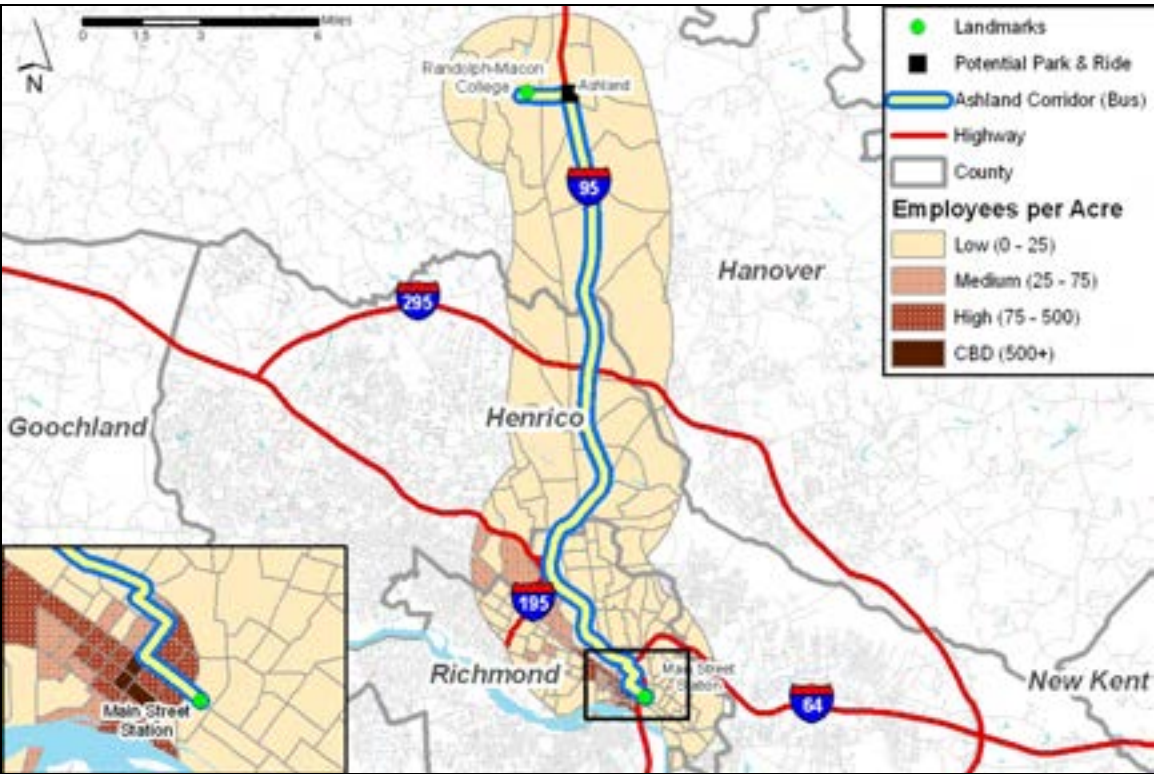 Miles
0 1.5 3 6
N
Randolph-Macon
College
Ashland
95
Hanover
295
Henrico
Goochland
195
Richmond
Main Street
Station
64
New Kent
Main Street
Station
Landmarks
Potential Park & Ride
Ashland Corridor (Bus)
Highway
County
Employees per Acre
Low (0 - 25)
Medium (25 - 75)
High (75 - 500)
CBD (500+)